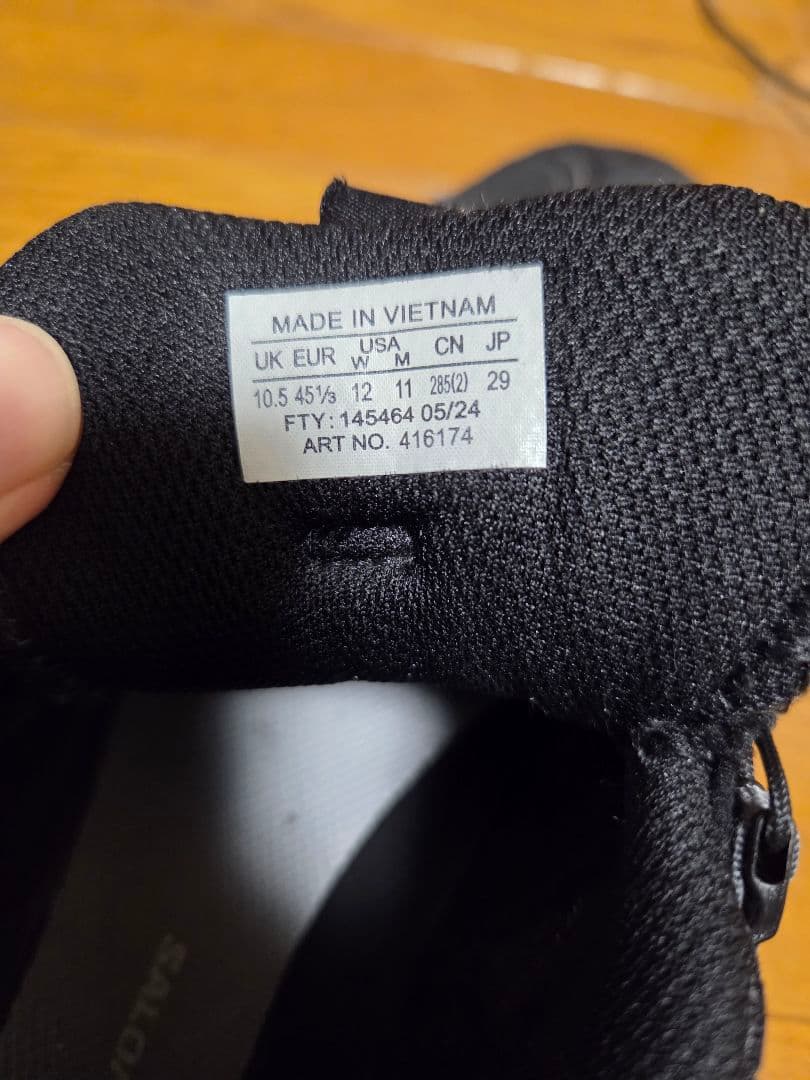 MADE IN VIETNAM
UK EUR USA W M CN JP
10.5 45⅓ 12 11 285(2) 29
FTY: 145464 05/24
ART NO. 416174
SALO